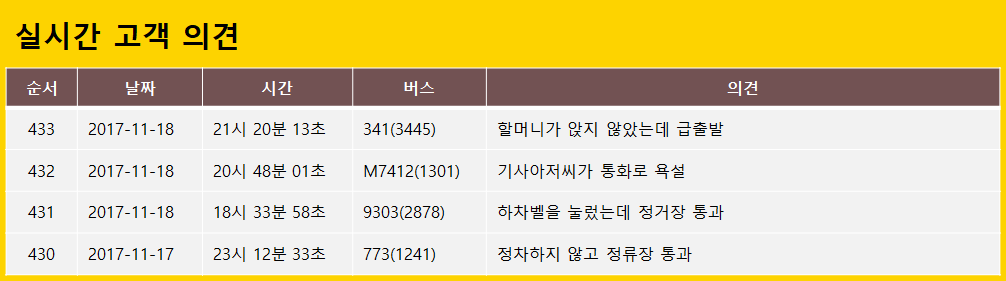 실시간 고객 의견
순서 날짜 시간 버스 의견
433 2017-11-18 21시 20분 13초 341(3445) 할머니가 앉지 않았는데 급출발
432 2017-11-18 20시 48분 01초 M7412(1301) 기사아저씨가 통화로 욕설
431 2017-11-18 18시 33분 58초 9303(2878) 하차벨을 눌렀는데 정거장 통과
430 2017-11-17 23시 12분 33초 773(1241) 정차하지 않고 정류장 통과